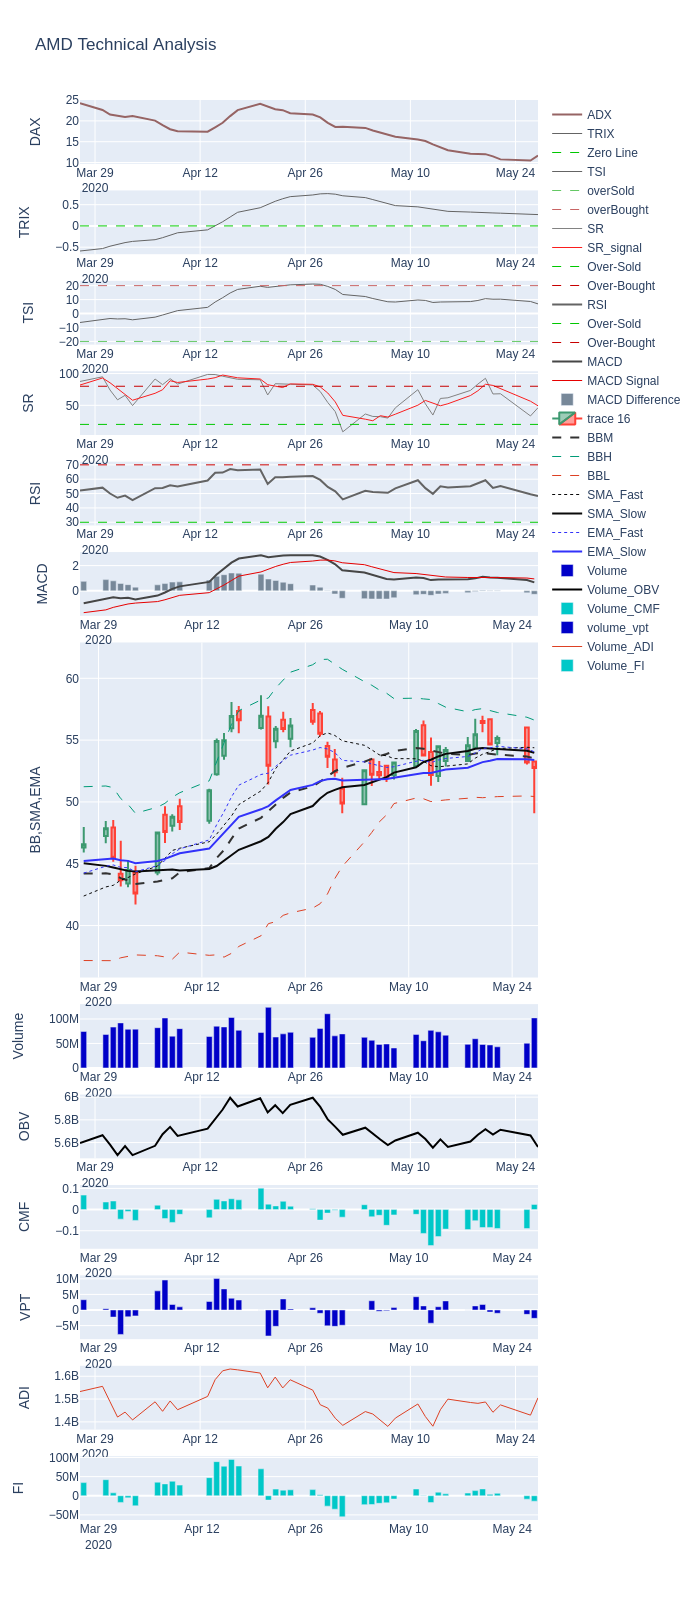 AMD Technical Analysis
DAX
25
20
15
10
Mar 29
Apr 12
Apr 26
May 10
May 24
2020
TRIX
0.5
0
−0.5
Mar 29
Apr 12
Apr 26
May 10
May 24
2020
TSI
20
10
0
−10
−20
Mar 29
Apr 12
Apr 26
May 10
May 24
2020
SR
100
50
Mar 29
Apr 12
Apr 26
May 10
May 24
2020
RSI
70
60
50
40
30
Mar 29
Apr 12
Apr 26
May 10
May 24
2020
MACD
2
0
Mar 29
Apr 12
Apr 26
May 10
May 24
2020
BB,SMA,EMA
60
55
50
45
40
Mar 29
Apr 12
Apr 26
May 10
May 24
2020
Volume
100M
50M
0
Mar 29
Apr 12
Apr 26
May 10
May 24
2020
OBV
6B
5.8B
5.6B
Mar 29
Apr 12
Apr 26
May 10
May 24
2020
CMF
0.1
0
−0.1
Mar 29
Apr 12
Apr 26
May 10
May 24
2020
VPT
10M
5M
0
−5M
Mar 29
Apr 12
Apr 26
May 10
May 24
2020
ADI
1.6B
1.5B
1.4B
Mar 29
Apr 12
Apr 26
May 10
May 24
2020
FI
100M
50M
0
−50M
Mar 29
Apr 12
Apr 26
May 10
May 24
2020
ADX
TRIX
Zero Line
TSI
overSold
overBought
SR
SR_signal
Over-Sold
Over-Bought
RSI
Over-Sold
Over-Bought
MACD
MACD Signal
MACD Difference
trace 16
BBM
BBH
BBL
SMA_Fast
SMA_Slow
EMA_Fast
EMA_Slow
Volume
Volume_OBV
Volume_CMF
volume_vpt
Volume_ADI
Volume_FI